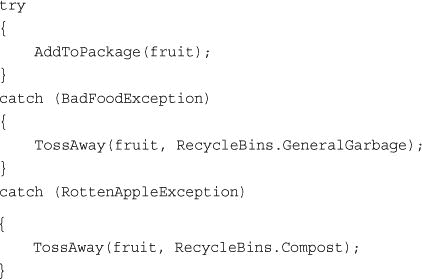 try
{
AddToPackage(fruit);
}
catch (BadFoodException)
{
TossAway(fruit, RecycleBins.GeneralGarbage);
}
catch (RottenAppleException)
{
TossAway(fruit, RecycleBins.Compost);
}